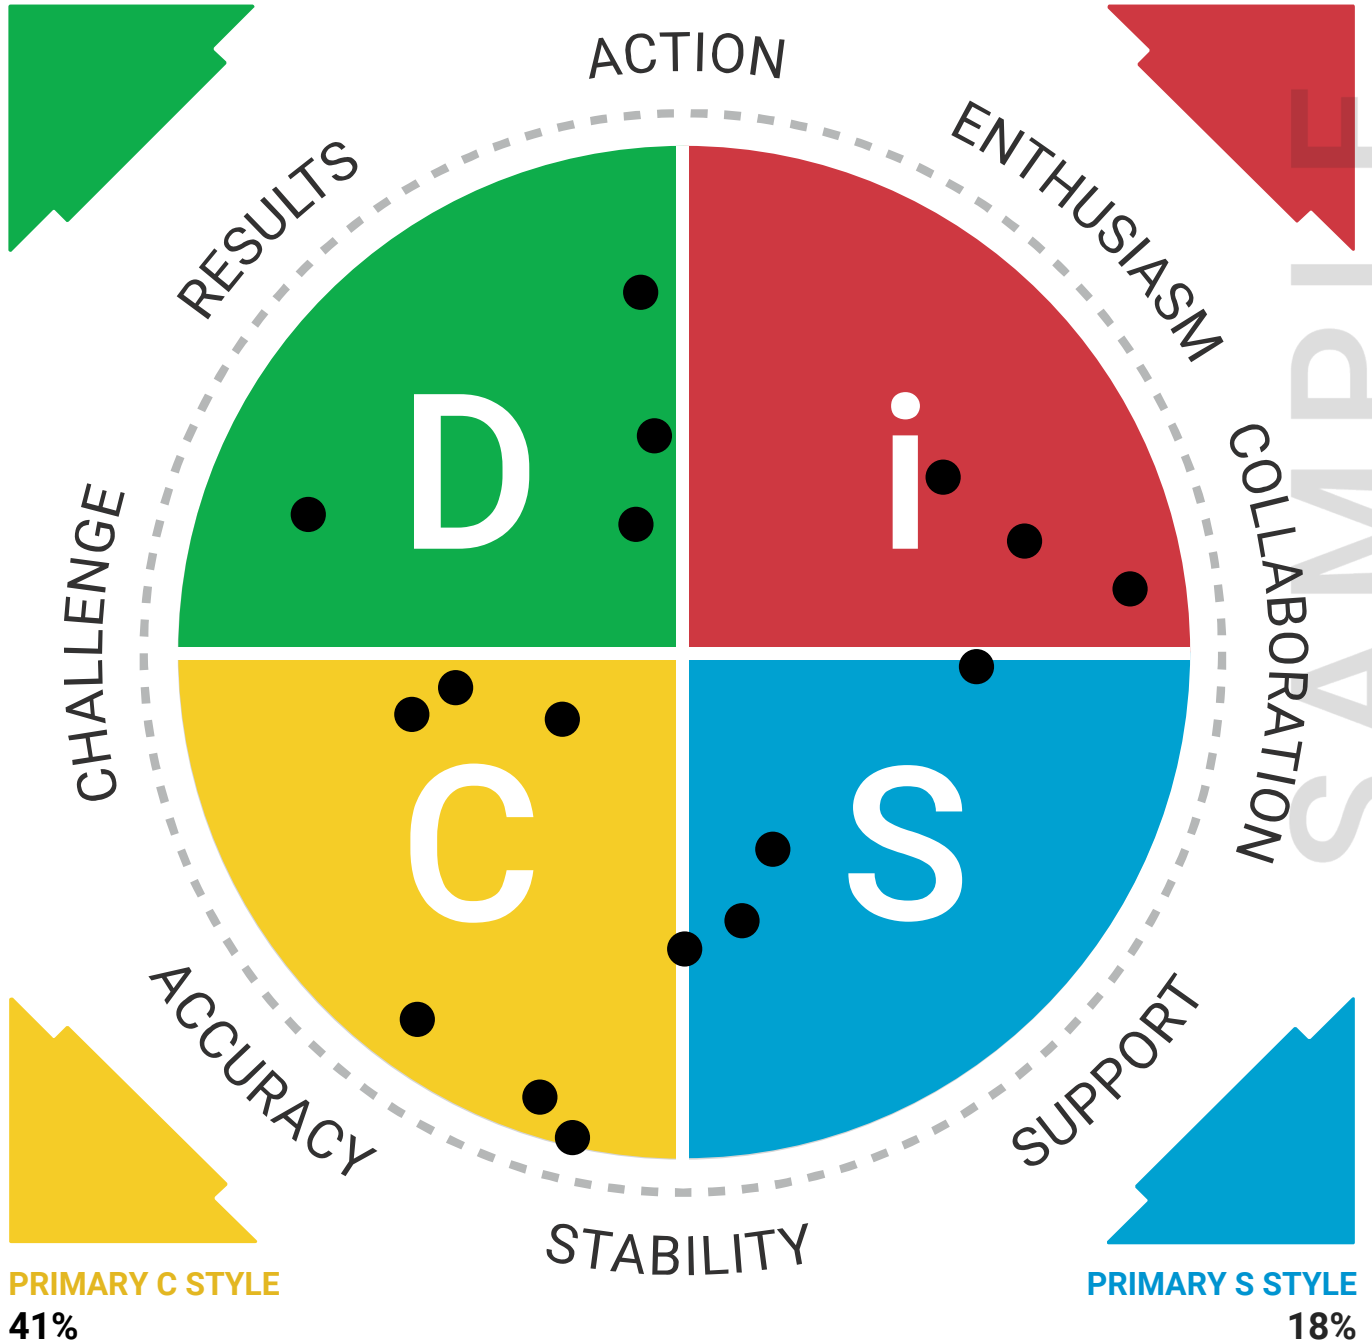 ACTION
ENTHUSIASM
COLLABORATION
SUPPORT
STABILITY
ACCURACY
CHALLENGE
RESULTS
D
i
C
S
SAMPLE
PRIMARY C STYLE
41%
PRIMARY S STYLE
18%